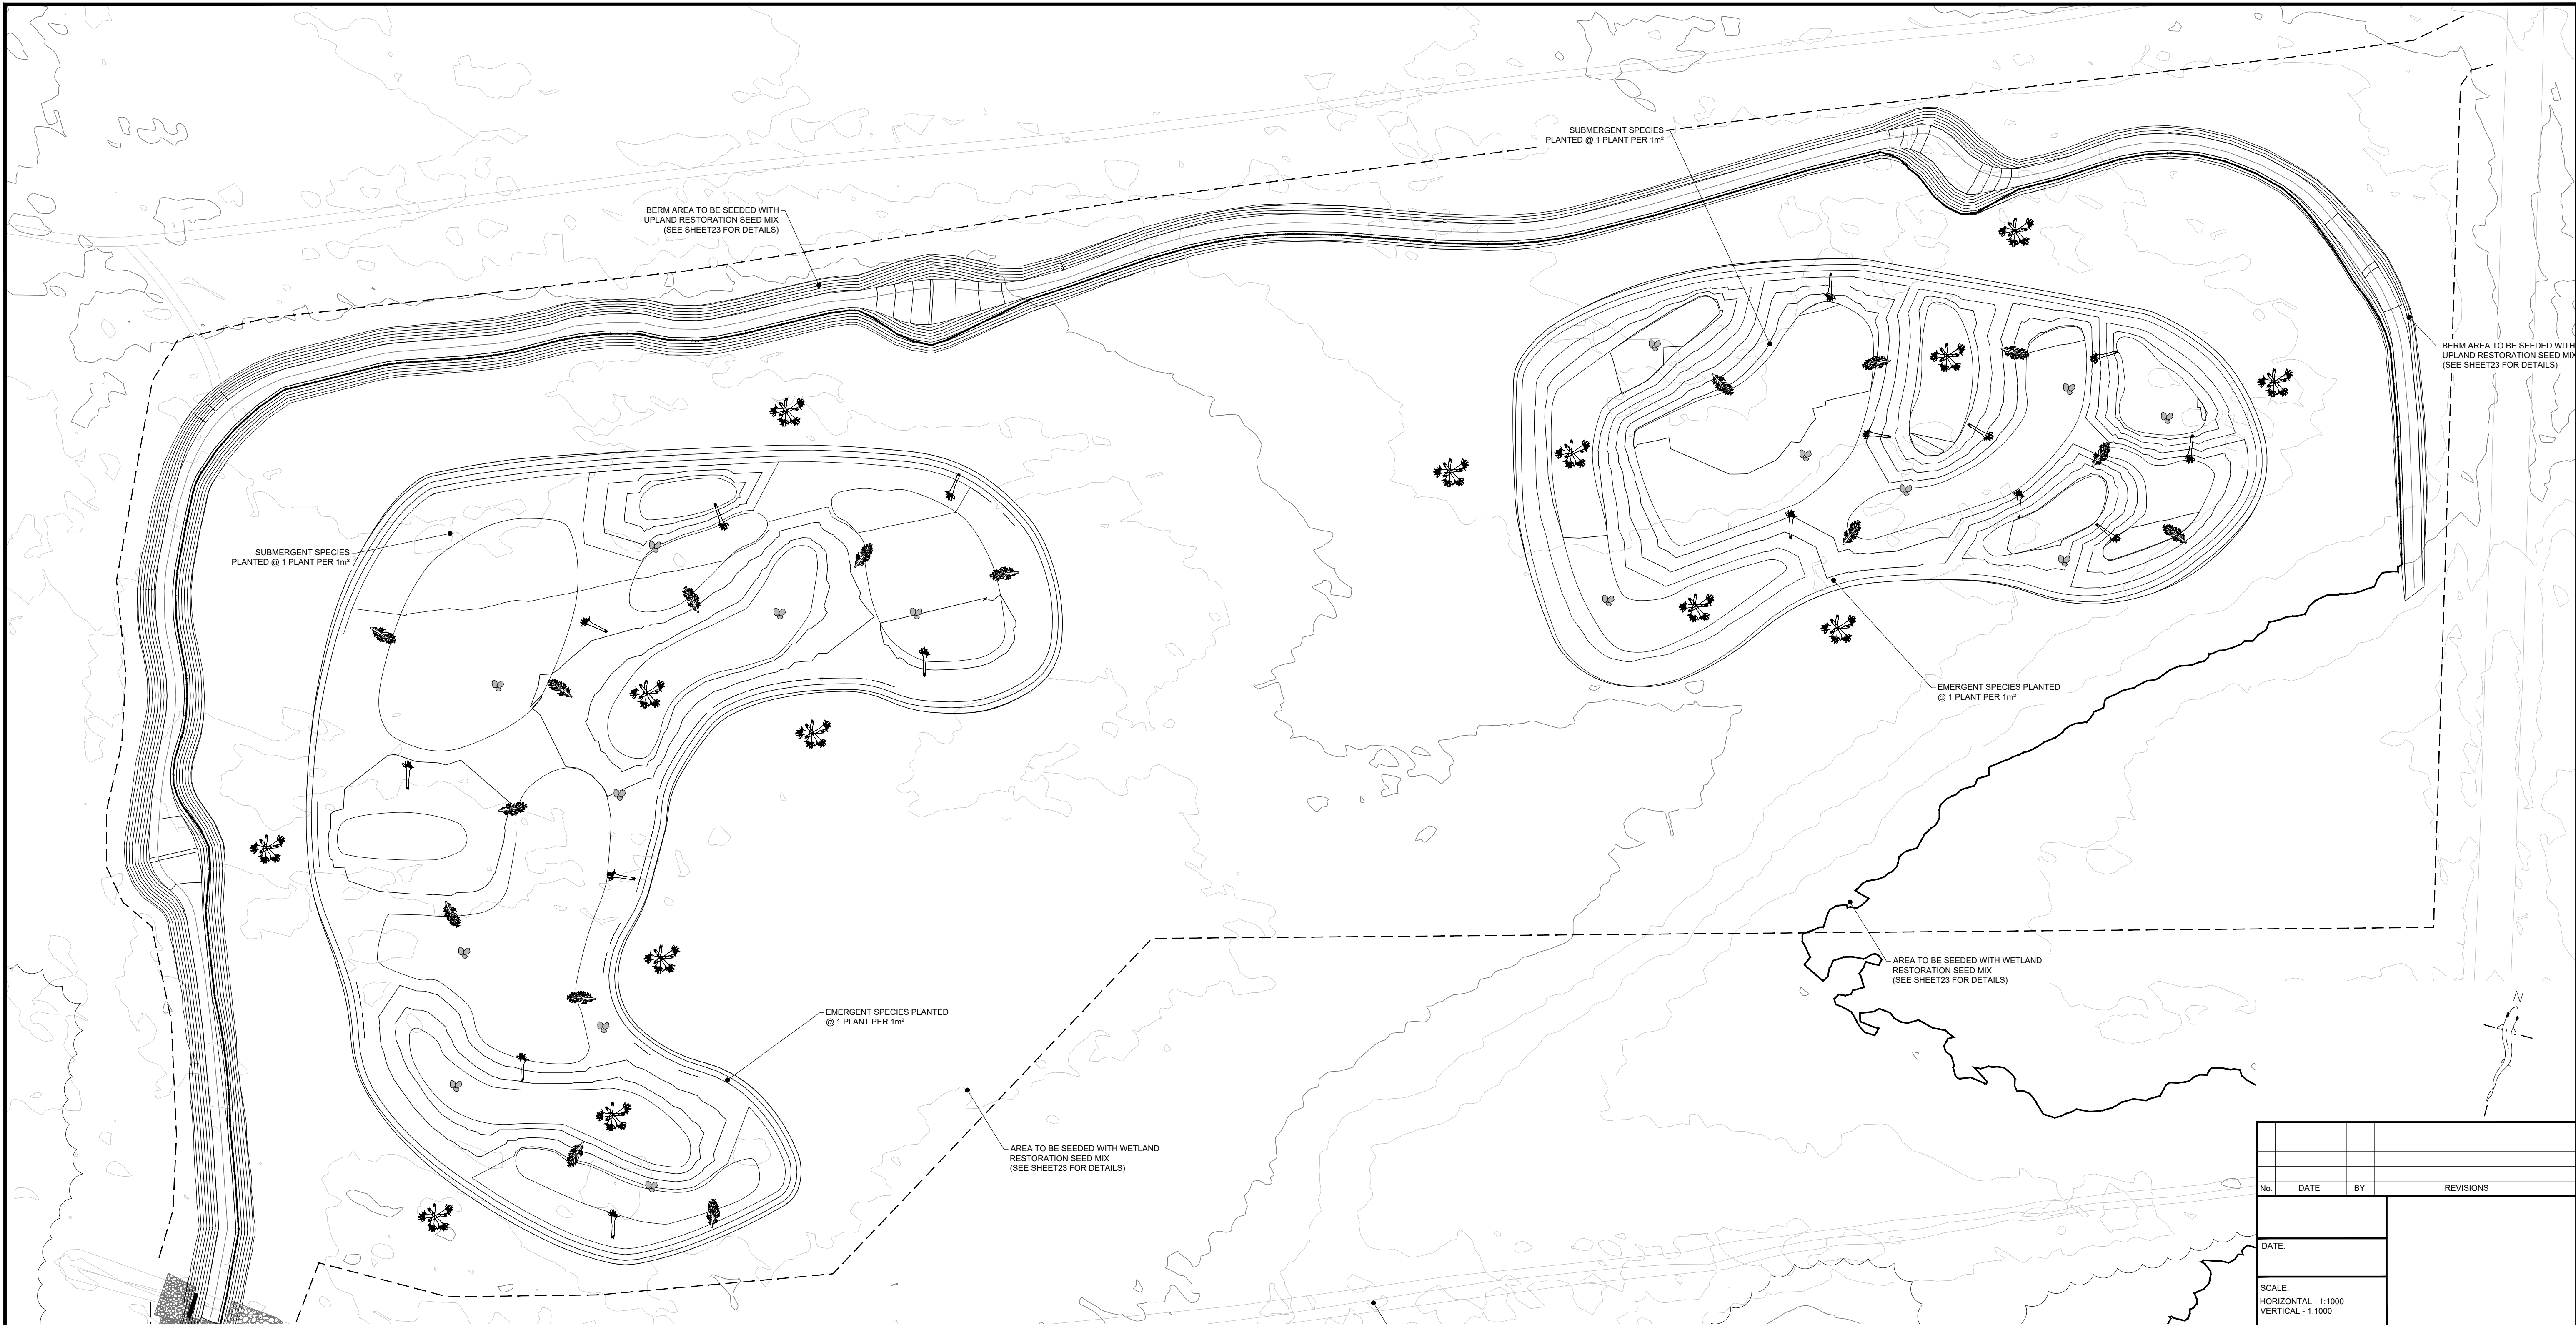 SUBMERGENT SPECIES
PLANTED @ 1 PLANT PER 1m²
BERM AREA TO BE SEEDED WITH
UPLAND RESTORATION SEED MIX
(SEE SHEET23 FOR DETAILS)
BERM AREA TO BE SEEDED WITH
UPLAND RESTORATION SEED MIX
(SEE SHEET23 FOR DETAILS)
SUBMERGENT SPECIES
PLANTED @ 1 PLANT PER 1m²
EMERGENT SPECIES PLANTED
@ 1 PLANT PER 1m²
AREA TO BE SEEDED WITH WETLAND
RESTORATION SEED MIX
(SEE SHEET23 FOR DETAILS)
EMERGENT SPECIES PLANTED
@ 1 PLANT PER 1m²
AREA TO BE SEEDED WITH WETLAND
RESTORATION SEED MIX
(SEE SHEET23 FOR DETAILS)
N
No. DATE BY REVISIONS
DATE:
SCALE:
HORIZONTAL - 1:1000
VERTICAL - 1:1000